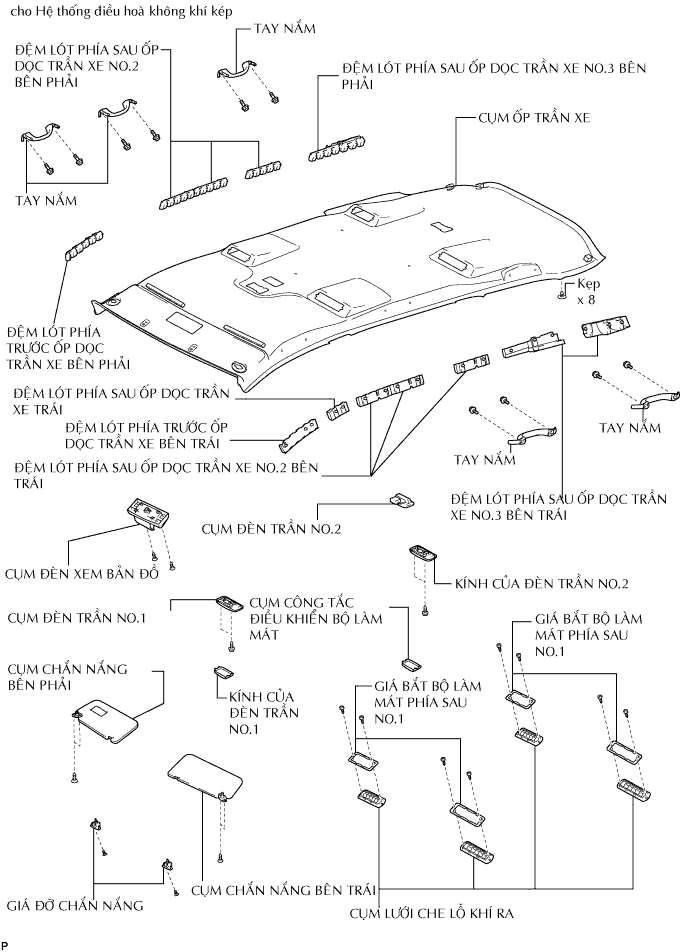 cho Hệ thống điều hoà không khí kép
TAY NẮM
ĐỆM LÓT PHÍA SAU ỐP
DỌC TRẦN XE NO.2
BÊN PHẢI
ĐỆM LÓT PHÍA SAU ỐP DỌC TRẦN XE NO.3 BÊN
PHẢI
CỤM ỐP TRẦN XE
TAY NẮM
Kẹp
x 8
ĐỆM LÓT PHÍA
TRƯỚC ỐP DỌC
TRẦN XE BÊN PHẢI
ĐỆM LÓT PHÍA SAU ỐP DỌC TRẦN
XE TRÁI
ĐỆM LÓT PHÍA TRƯỚC ỐP
DỌC TRẦN XE BÊN TRÁI
ĐỆM LÓT PHÍA SAU ỐP DỌC TRẦN XE NO.2 BÊN
TRÁI
TAY NẮM
TAY NẮM
ĐỆM LÓT PHÍA SAU ỐP DỌC TRẦN
XE NO.3 BÊN TRÁI
CỤM ĐÈN TRẦN NO.2
CỤM ĐÈN XEM BẢN ĐỒ
KÍNH CỦA ĐÈN TRẦN NO.2
CỤM ĐÈN TRẦN NO.1
CỤM CÔNG TẮC
ĐIỀU KHIỂN BỘ LÀM
MÁT
GIÁ BẮT BỘ LÀM
MÁT PHÍA SAU
NO.1
CỤM CHẮN NẮNG
BÊN PHẢI
KÍNH CỦA
ĐÈN TRẦN
NO.1
GIÁ BẮT BỘ LÀM
MÁT PHÍA SAU
NO.1
CỤM CHẮN NẮNG BÊN TRÁI
GIÁ ĐỠ CHẮN NẮNG
CỤM LƯỚI CHE LỖ KHÍ RA
P